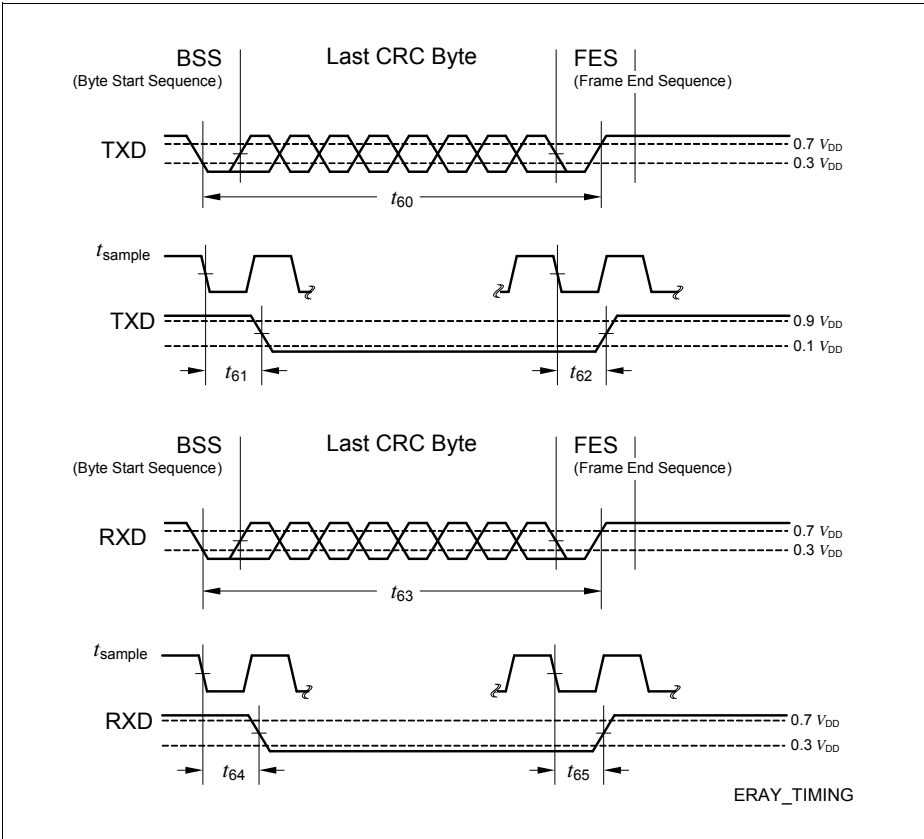 BSS
(Byte Start Sequence)
Last CRC Byte
FES
(Frame End Sequence)
TXD
0.7 VDD
0.3 VDD
t60
tsample
TXD
0.9 VDD
0.1 VDD
t61
t62
BSS
(Byte Start Sequence)
Last CRC Byte
FES
(Frame End Sequence)
RXD
0.7 VDD
0.3 VDD
t63
tsample
RXD
0.7 VDD
0.3 VDD
t64
t65
ERAY_TIMING